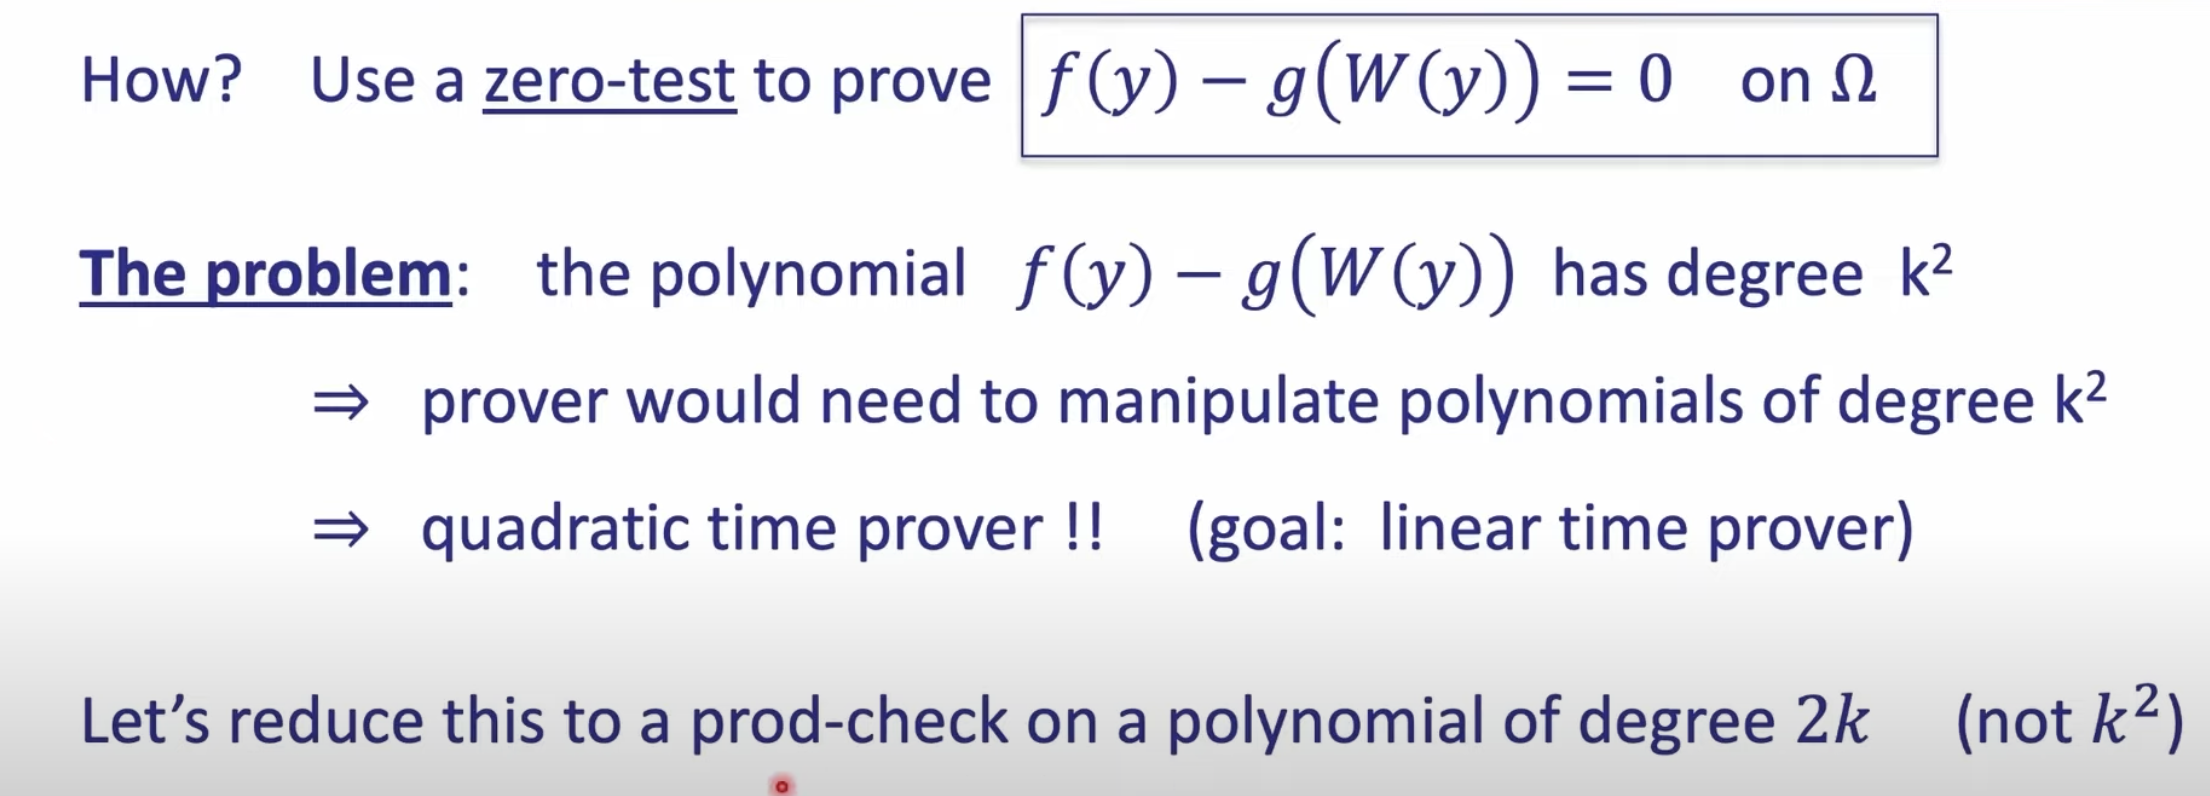 How? Use a zero-test to prove f(y) − g(W(y)) = 0 on Ω
The problem: the polynomial f(y) − g(W(y)) has degree k²
⇒ prover would need to manipulate polynomials of degree k²
⇒ quadratic time prover !! (goal: linear time prover)
Let’s reduce this to a prod-check on a polynomial of degree 2k (not k²)